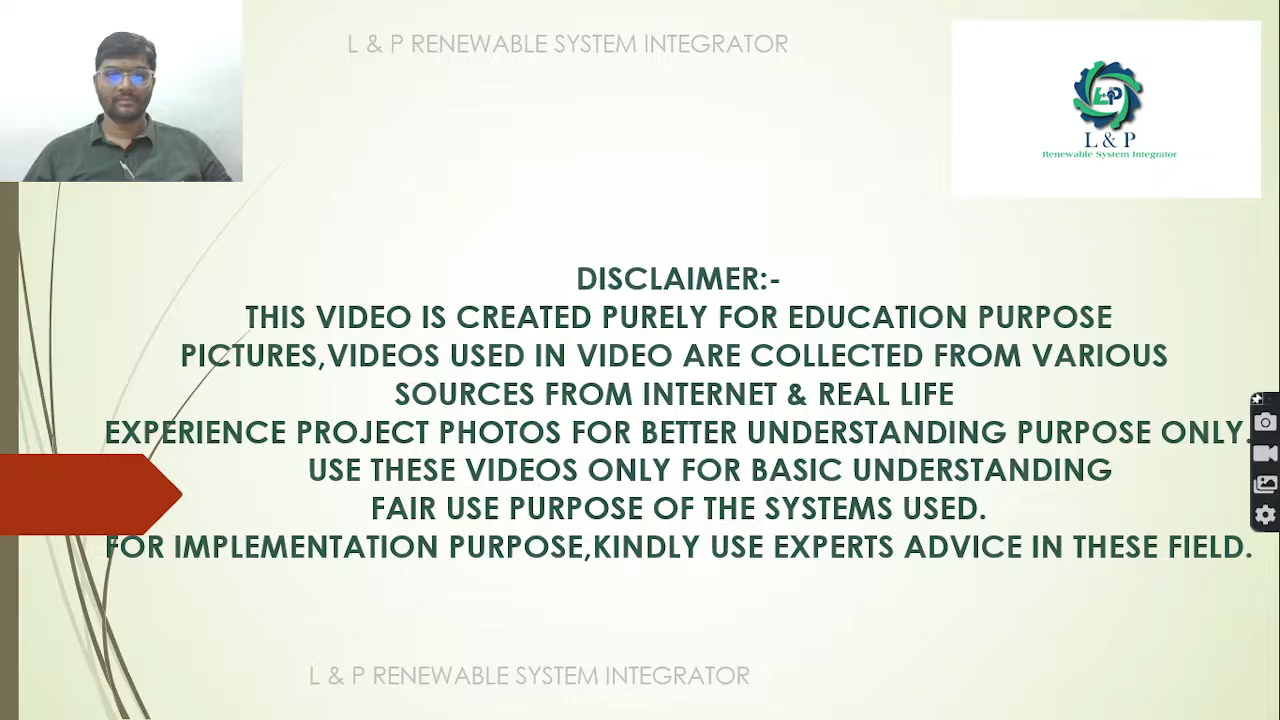 L & P RENEWABLE SYSTEM INTEGRATOR
L&P
L & P
Renewable System Integrator
DISCLAIMER:-
THIS VIDEO IS CREATED PURELY FOR EDUCATION PURPOSE
PICTURES,VIDEOS USED IN VIDEO ARE COLLECTED FROM VARIOUS
SOURCES FROM INTERNET & REAL LIFE
EXPERIENCE PROJECT PHOTOS FOR BETTER UNDERSTANDING PURPOSE ONLY.
USE THESE VIDEOS ONLY FOR BASIC UNDERSTANDING
FAIR USE PURPOSE OF THE SYSTEMS USED.
FOR IMPLEMENTATION PURPOSE,KINDLY USE EXPERTS ADVICE IN THESE FIELD.
L & P RENEWABLE SYSTEM INTEGRATOR